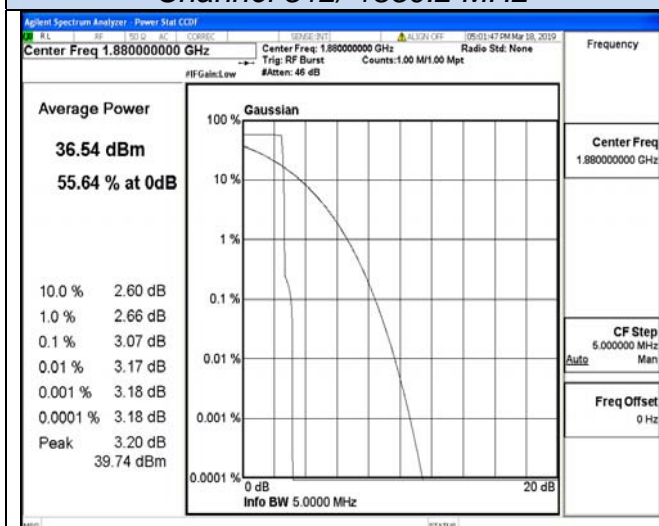 Agilent Spectrum Analyzer - Power Stat CCDF
RL RF 50 Ω AC CORREC SENSE:INT ALIGN OFF 05:01:47 PM Mar 18, 2019
Center Freq 1.880000000 GHz
Center Freq: 1.880000000 GHz Radio Std: None
Trig: RF Burst Counts:1.00 M/1.00 Mpt
#IFGain:Low #Atten: 46 dB
Frequency
Average Power
36.54 dBm
55.64 % at 0dB
10.0 % 2.60 dB
1.0 % 2.66 dB
0.1 % 3.07 dB
0.01 % 3.17 dB
0.001 % 3.18 dB
0.0001 % 3.18 dB
Peak 3.20 dB
39.74 dBm
Gaussian
100 %
10 %
1 %
0.1 %
0.01 %
0.001 %
0.0001 %
0 dB 20 dB
Info BW 5.0000 MHz
Center Freq
1.880000000 GHz
CF Step
5.000000 MHz
Auto Man
Freq Offset
0 Hz